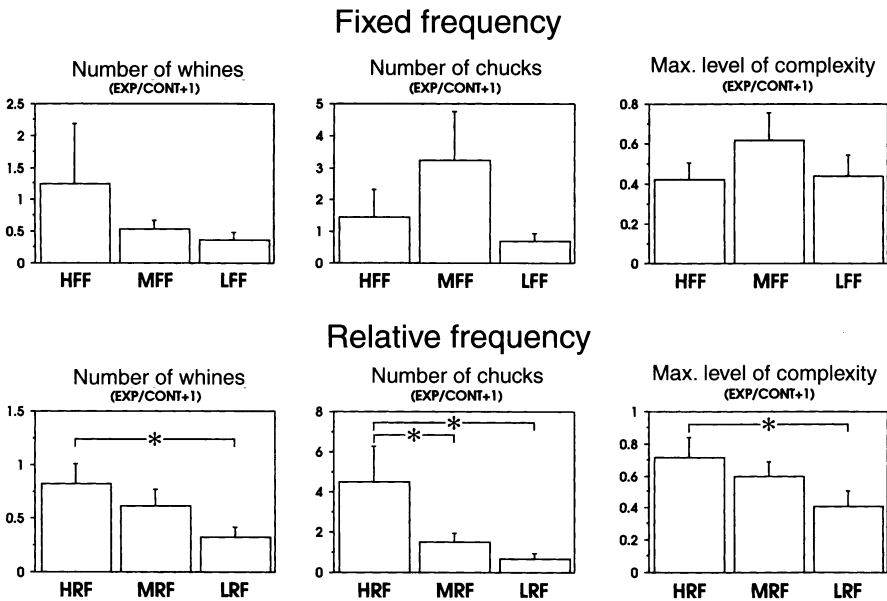 Fixed frequency
Number of whines
(EXP/CONT+1)
2.5
2
1.5
1
0.5
0
HFF MFF LFF
Number of chucks
(EXP/CONT+1)
5
4
3
2
1
0
HFF MFF LFF
Max. level of complexity
(EXP/CONT+1)
0.8
0.6
0.4
0.2
0
HFF MFF LFF
Relative frequency
Number of whines
(EXP/CONT+1)
1.5
1
0.5
0
*
HRF MRF LRF
Number of chucks
(EXP/CONT+1)
8
6
4
2
0
*
*
HRF MRF LRF
Max. level of complexity
(EXP/CONT+1)
1
0.8
0.6
0.4
0.2
0
*
HRF MRF LRF